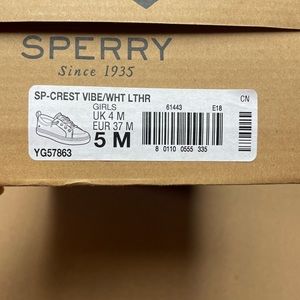 SPERRY
Since 1935
SP-CREST VIBE/WHT LTHR
GIRLS 61443 E18 CN
UK 4 M
EUR 37 M
5 M
YG57863
8 80110 0555 335